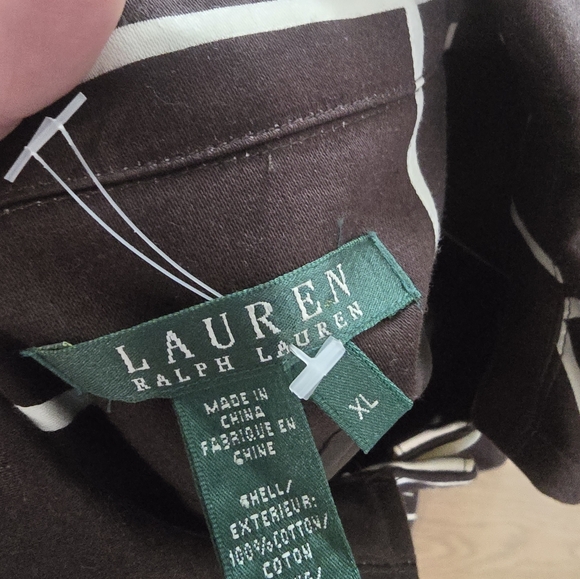 LAUREN
RALPH LAUREN
XL
MADE IN
CHINA
FABRIQUE EN
CHINE
SHELL/
EXTERIEUR:
100%COTTON/
COTON